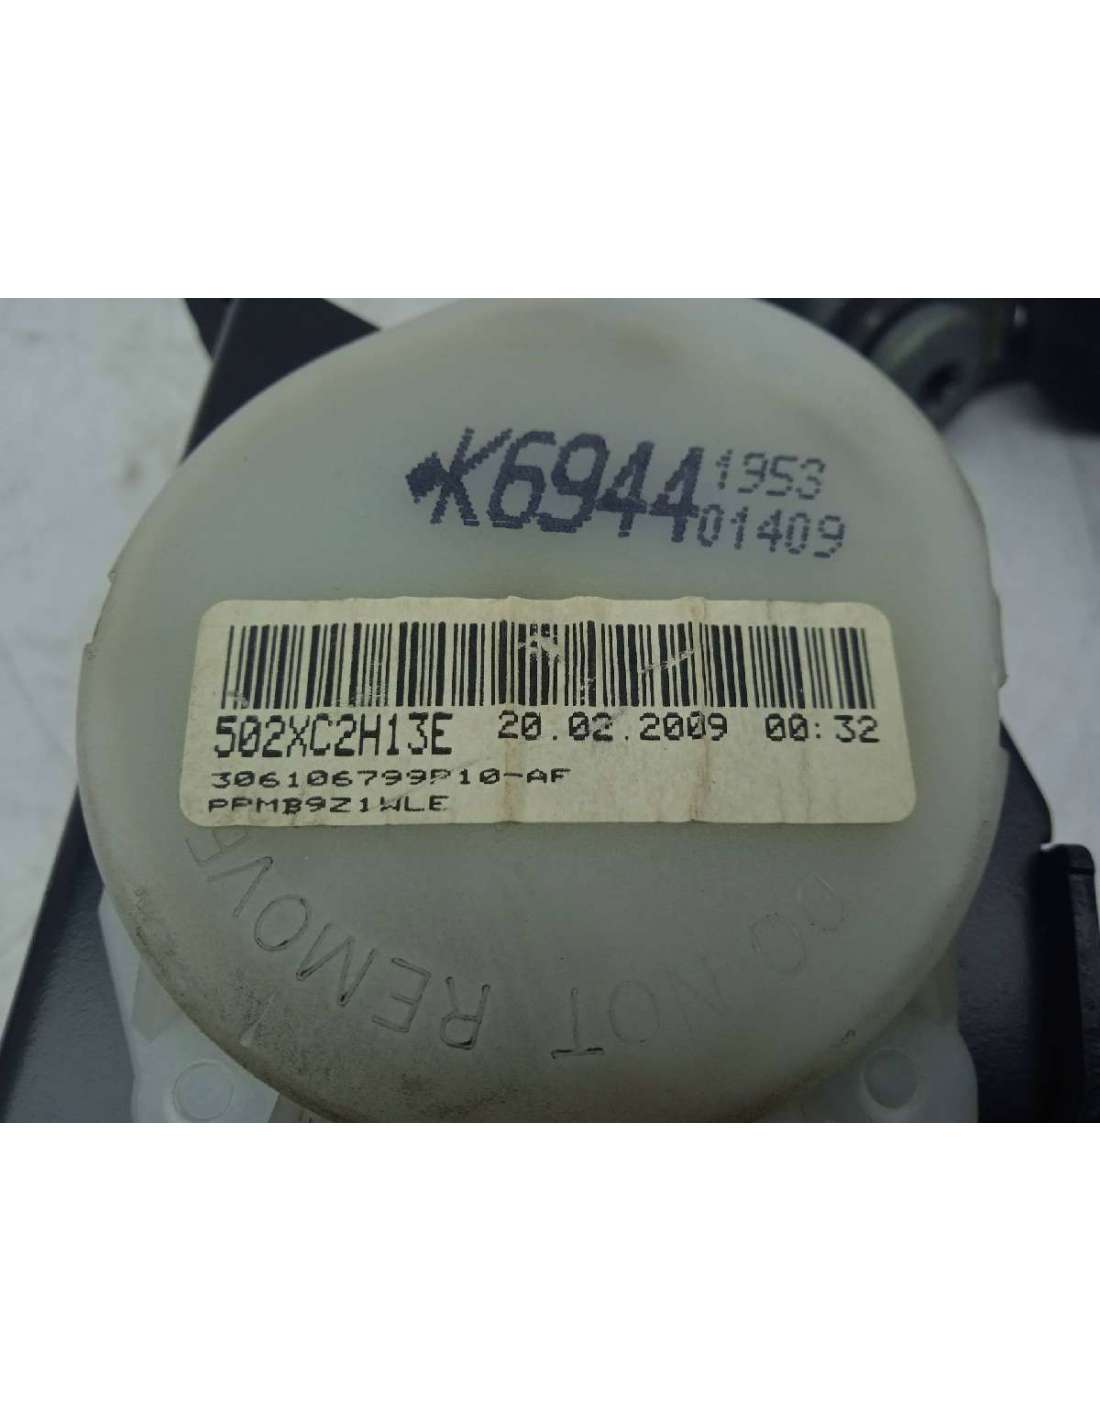 K6944 1953
01409
502XC2H13E 20.02.2009 00:32
306106799P10-AF
PPMB9Z1WLE
DO NOT REMOVE